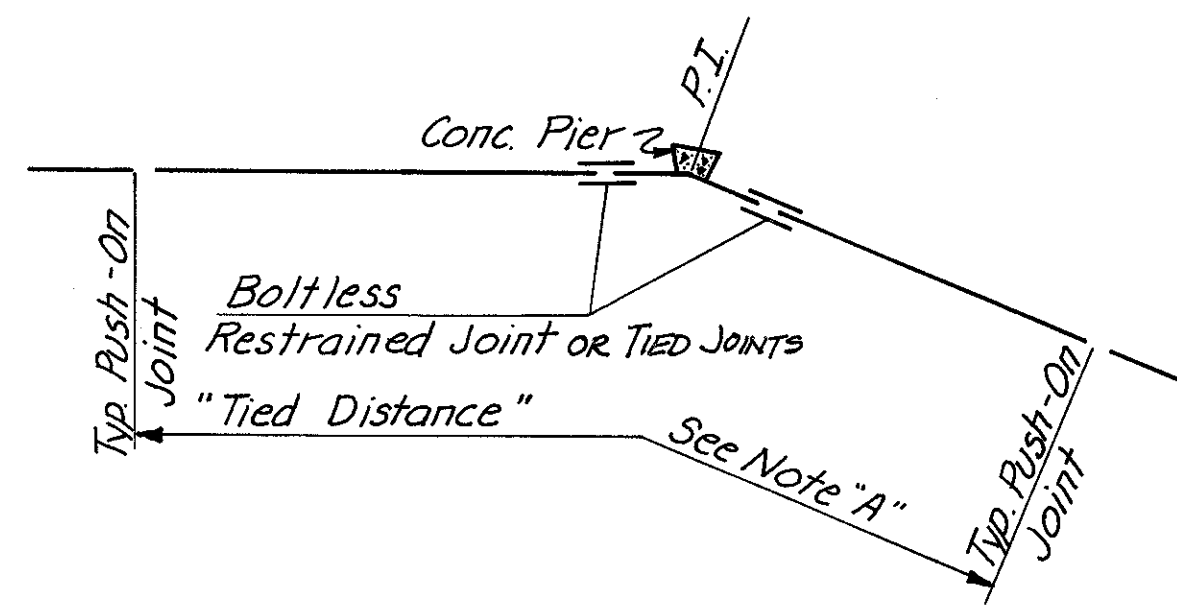 P.I.
Conc. Pier
Typ. Push-On
Joint
Boltless
Restrained Joint OR TIED JOINTS
"Tied Distance"
See Note "A"
Typ. Push-On
Joint